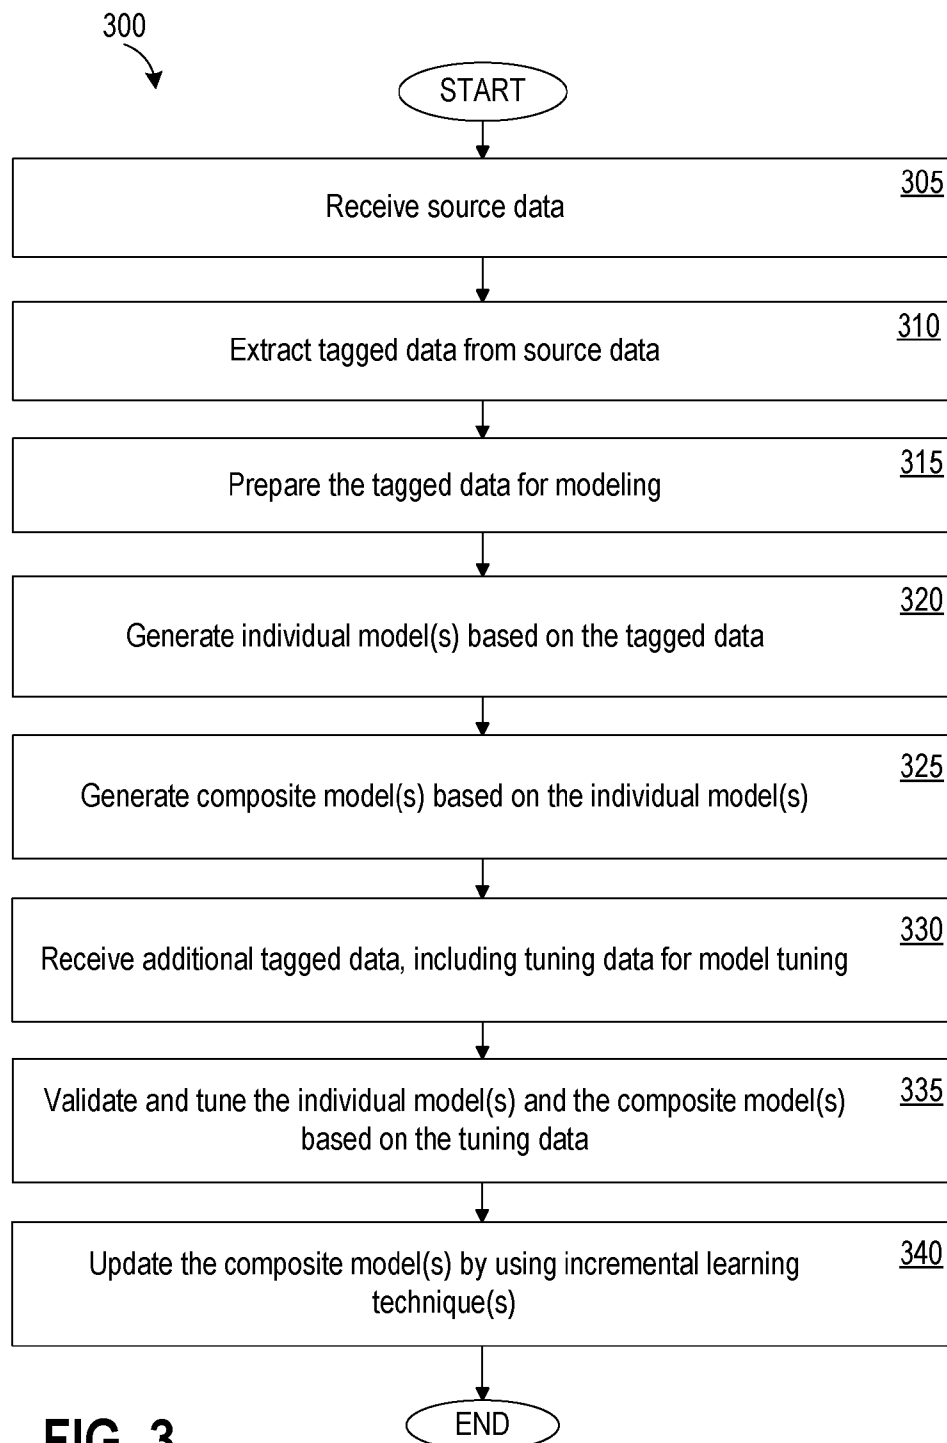 300
START
305
Receive source data
310
Extract tagged data from source data
315
Prepare the tagged data for modeling
320
Generate individual model(s) based on the tagged data
325
Generate composite model(s) based on the individual model(s)
330
Receive additional tagged data, including tuning data for model tuning
335
Validate and tune the individual model(s) and the composite model(s)
based on the tuning data
340
Update the composite model(s) by using incremental learning
technique(s)
END
FIG. 3